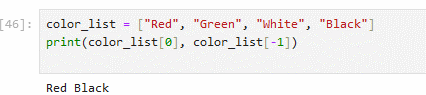 [46]: color_list = ["Red", "Green", "White", "Black"]
print(color_list[0], color_list[-1])
Red Black